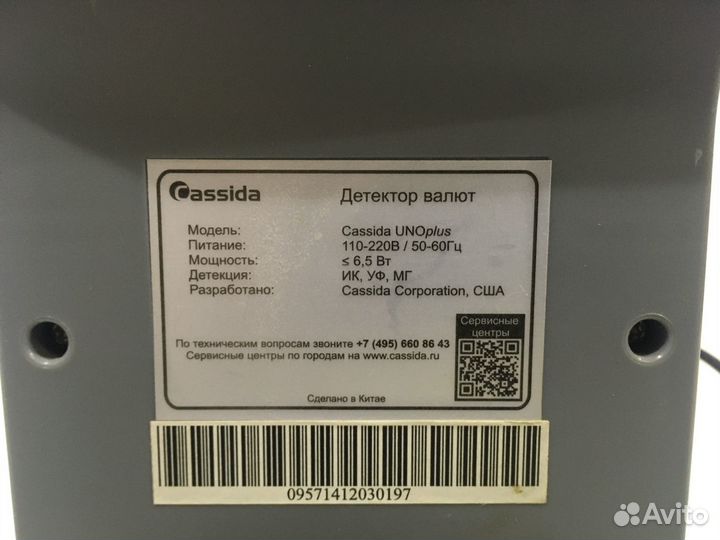 Cassida Детектор валют
Модель: Cassida UNOplus
Питание: 110-220В / 50-60Гц
Мощность: ≤ 6,5 Вт
Детекция: ИК, УФ, МГ
Разработано: Cassida Corporation, США
Сервисные
центры
По техническим вопросам звоните +7 (495) 660 86 43
Сервисные центры по городам на www.cassida.ru
Сделано в Китае
09571412030197
Avito